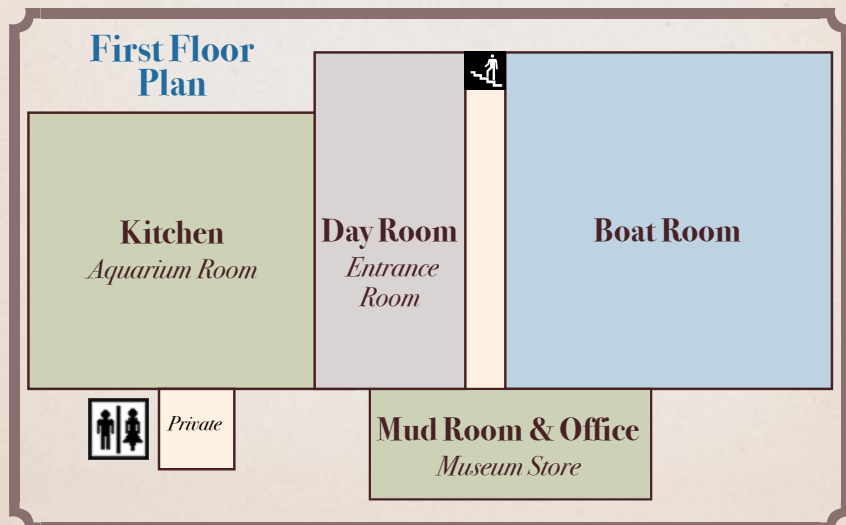 First Floor
Plan
Kitchen
Aquarium Room
Day Room
Entrance
Room
Boat Room
Private
Mud Room & Office
Museum Store